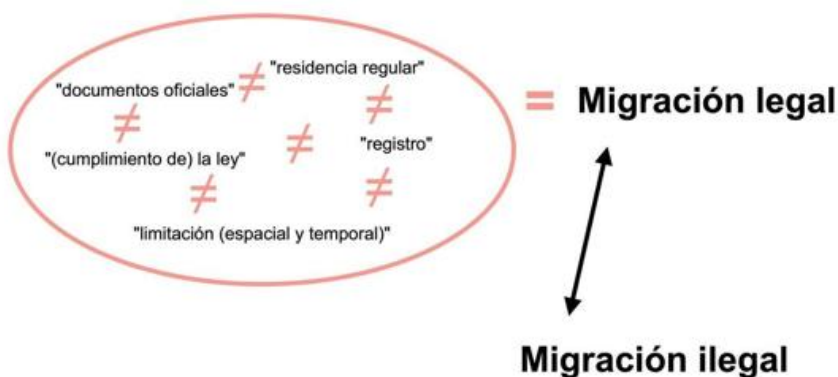 "residencia regular"
"documentos oficiales" ≠
≠ ≠
= Migración legal
"(cumplimiento de) la ley" ≠ "registro"
≠ ≠
"limitación (espacial y temporal)"
Migración ilegal